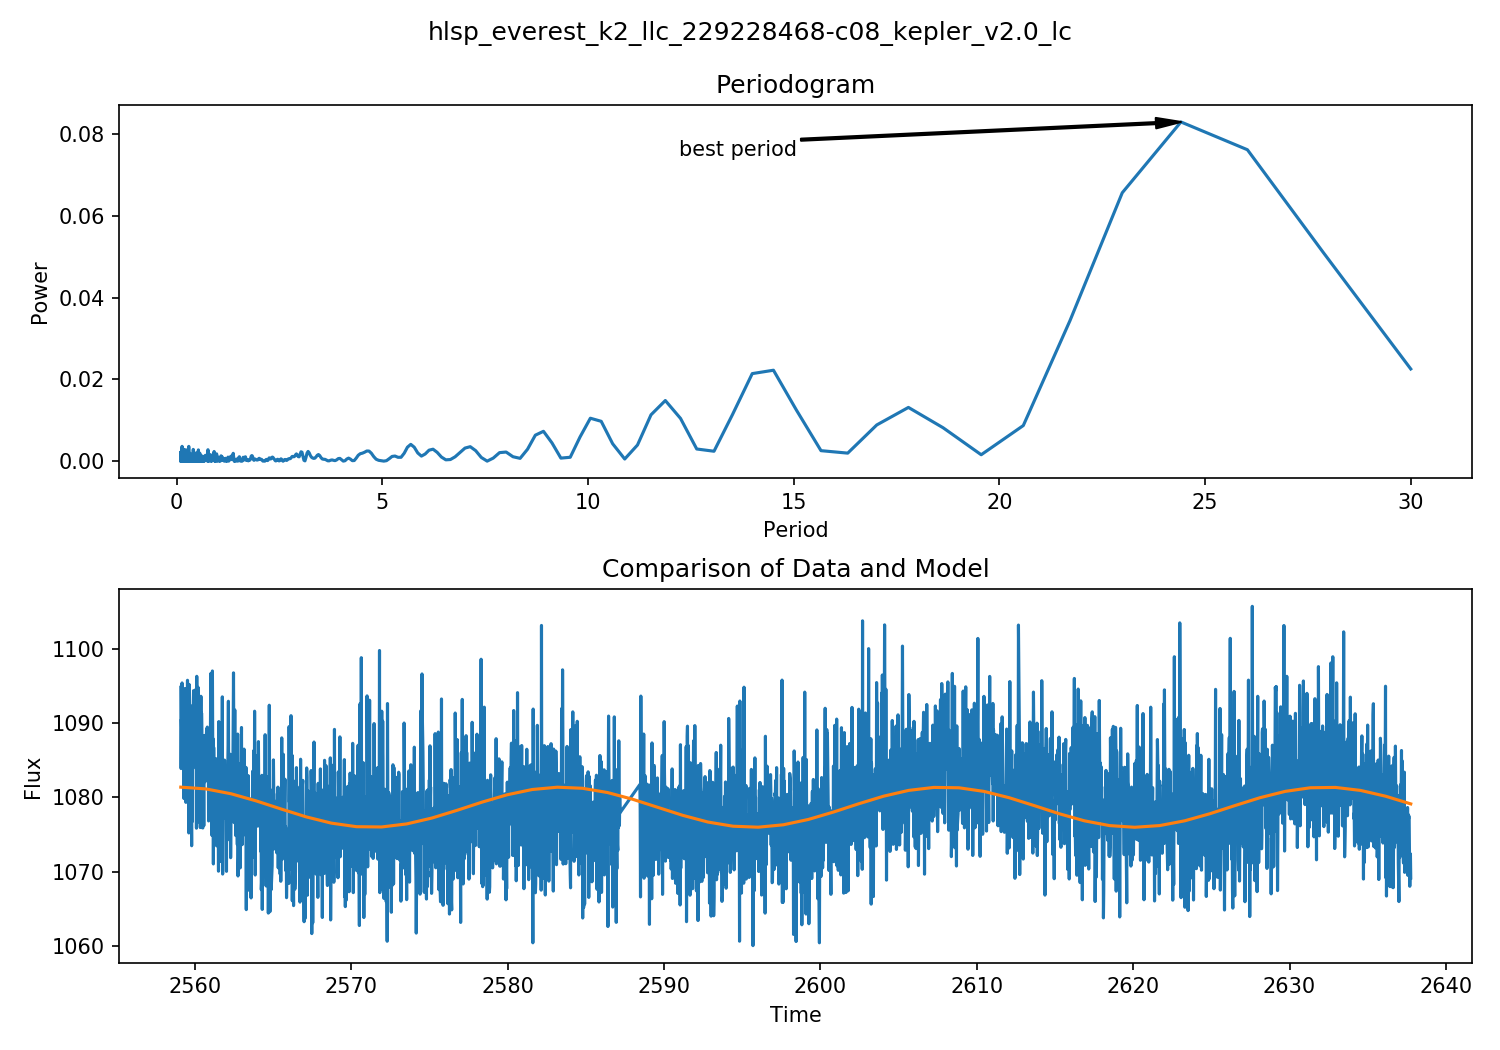 hlsp_everest_k2_llc_229228468-c08_kepler_v2.0_lc
Periodogram
best period
Power
0.08
0.06
0.04
0.02
0.00
0 5 10 15 20 25 30
Period
Comparison of Data and Model
Flux
1100
1090
1080
1070
1060
2560 2570 2580 2590 2600 2610 2620 2630 2640
Time